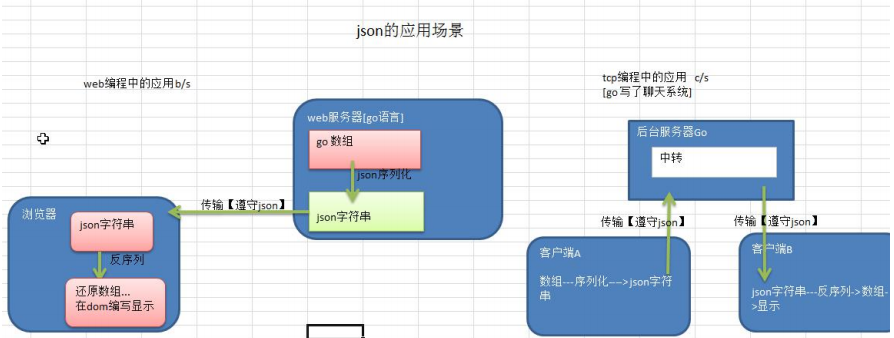 json的应用场景
web编程中的应用b/s
web服务器[go语言]
go 数组
json序列化
json字符串
传输【遵守json】
浏览器
json字符串
反序列
还原数组...
在dom编写显示
tcp编程中的应用 c/s
[go 写了聊天系统]
后台服务器Go
中转
传输【遵守json】
传输【遵守json】
客户端A
数组---序列化---->json字符
串
客户端B
json字符串---反序列->数组-
>显示